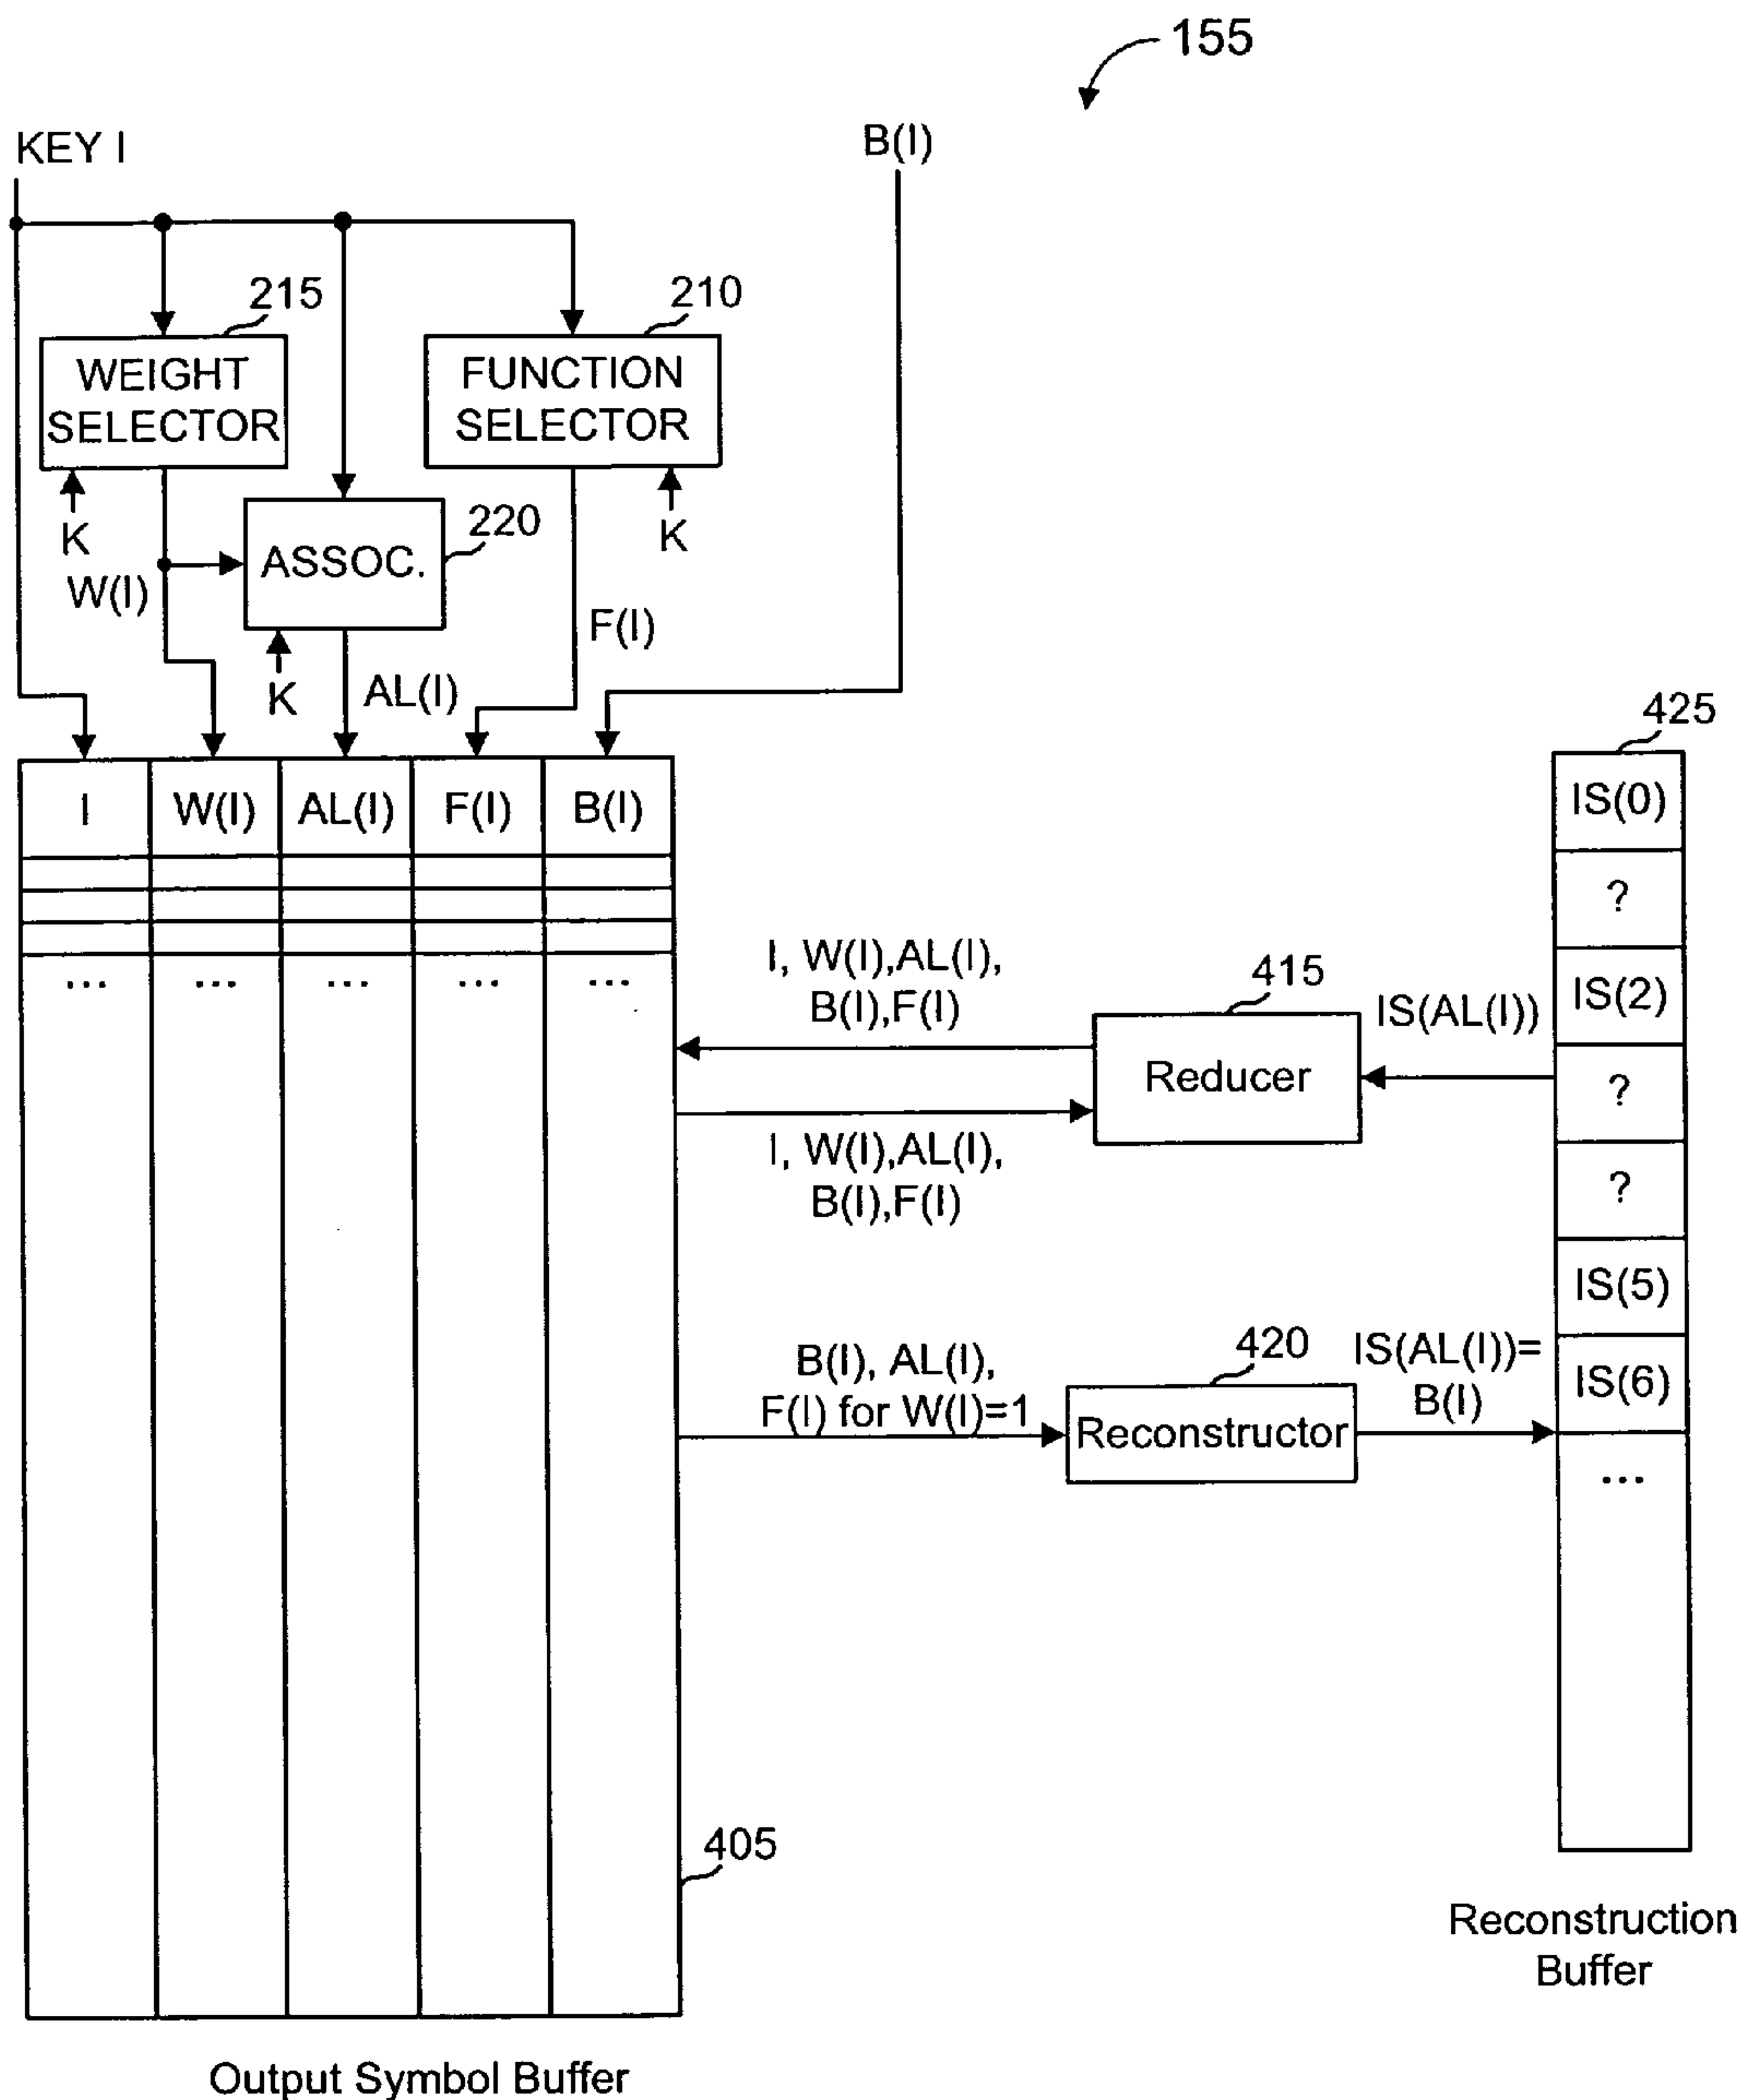 155
KEY I
B(I)
215
210
WEIGHT
SELECTOR
FUNCTION
SELECTOR
K
220
K
ASSOC.
W(I)
F(I)
K
AL(I)
425
I W(I) AL(I) F(I) B(I)
... ... ... ... ...
IS(0)
?
IS(2)
?
?
IS(5)
IS(6)
...
I, W(I),AL(I),
B(I),F(I)
415
IS(AL(I))
Reducer
I, W(I),AL(I),
B(I),F(I)
B(I), AL(I),
F(I) for W(I)=1
420
Reconstructor
IS(AL(I))=
B(I)
405
Reconstruction
Buffer
Output Symbol Buffer